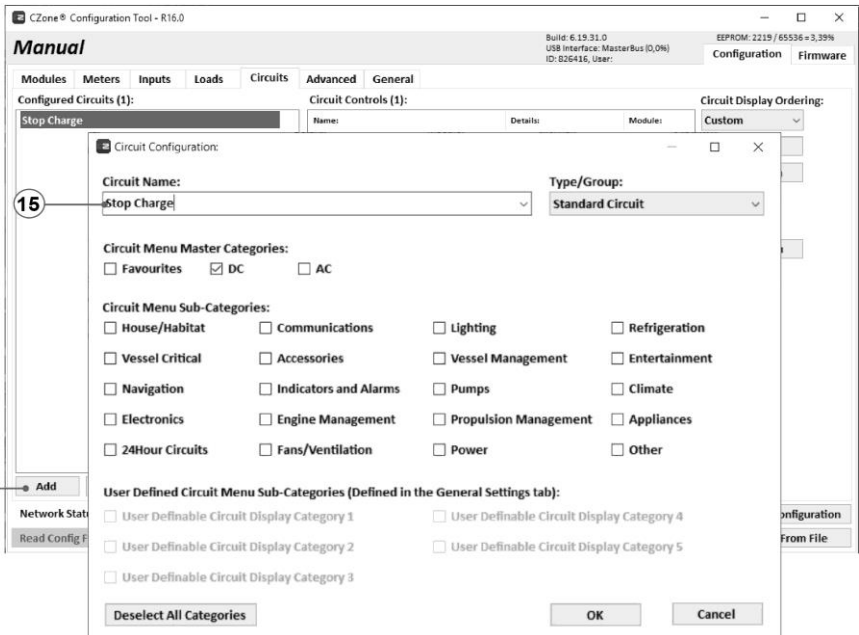 CZone® Configuration Tool - R16.0
Manual
Build: 6.19.31.0
USB Interface: MasterBus (0,0%)
ID: 826416, User:
EEPROM: 2219 / 65536 = 3,39%
Configuration Firmware
Modules Meters Inputs Loads Circuits Advanced General
Configured Circuits (1): Circuit Controls (1): Circuit Display Ordering:
Stop Charge Name: Details: Module: Custom
Circuit Configuration:
Circuit Name: Type/Group:
15 Stop Charge Standard Circuit
Circuit Menu Master Categories:
Favourites DC AC
Circuit Menu Sub-Categories:
House/Habitat Communications Lighting Refrigeration
Vessel Critical Accessories Vessel Management Entertainment
Navigation Indicators and Alarms Pumps Climate
Electronics Engine Management Propulsion Management Appliances
24Hour Circuits Fans/Ventilation Power Other
Add
User Defined Circuit Menu Sub-Categories (Defined in the General Settings tab):
Network Stat User Definable Circuit Display Category 1 User Definable Circuit Display Category 4 onfiguration
Read Config F User Definable Circuit Display Category 2 User Definable Circuit Display Category 5 From File
User Definable Circuit Display Category 3
Deselect All Categories OK Cancel